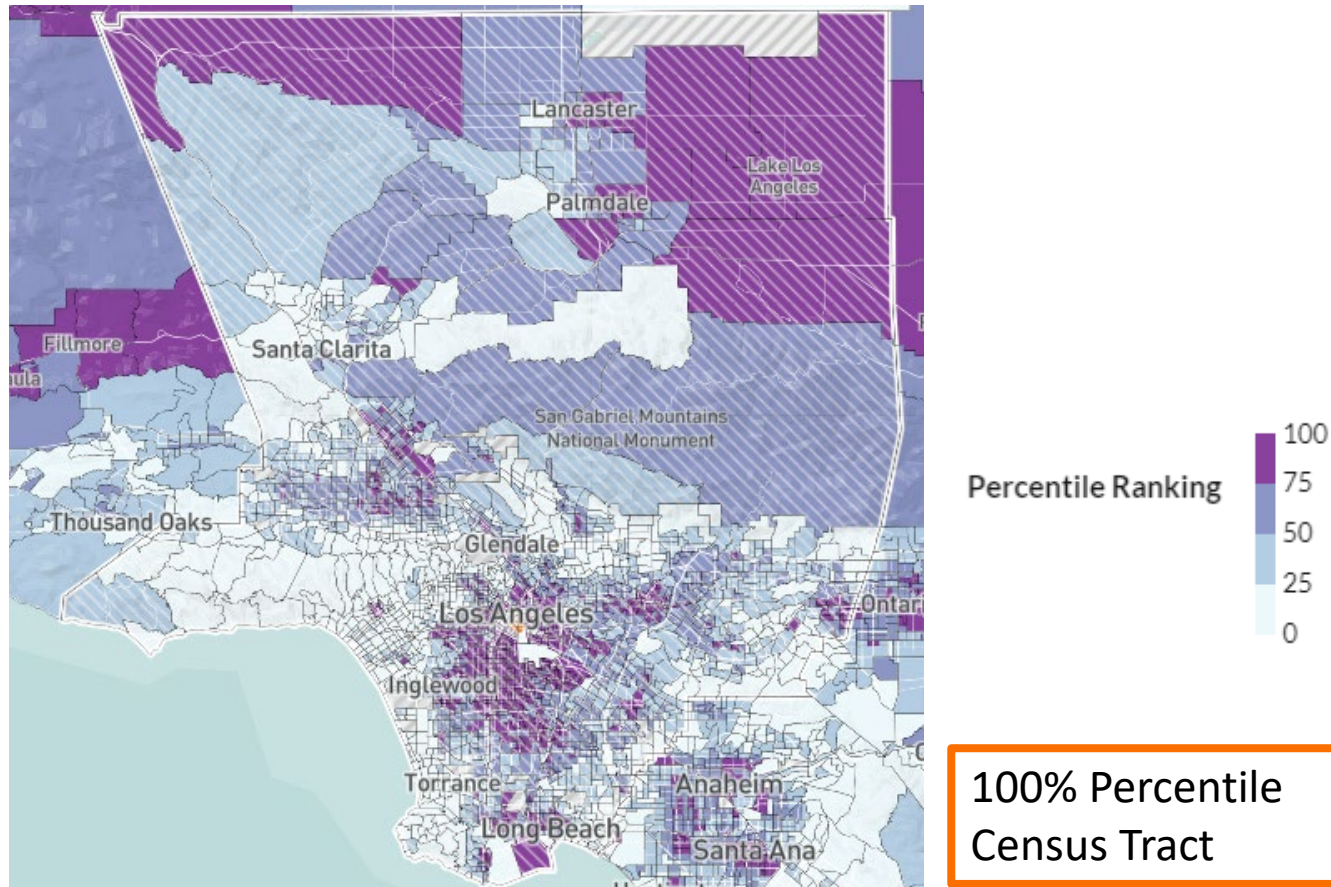 Lancaster
Lake Los
Angeles
Palmdale
Fillmore
Santa Clarita
aula
San Gabriel Mountains
National Monument
Thousand Oaks
Glendale
Los Angeles
Ontar
Inglewood
Torrance
Anaheim
Long Beach
Santa Ana
Percentile Ranking
100
75
50
25
0
100% Percentile
Census Tract